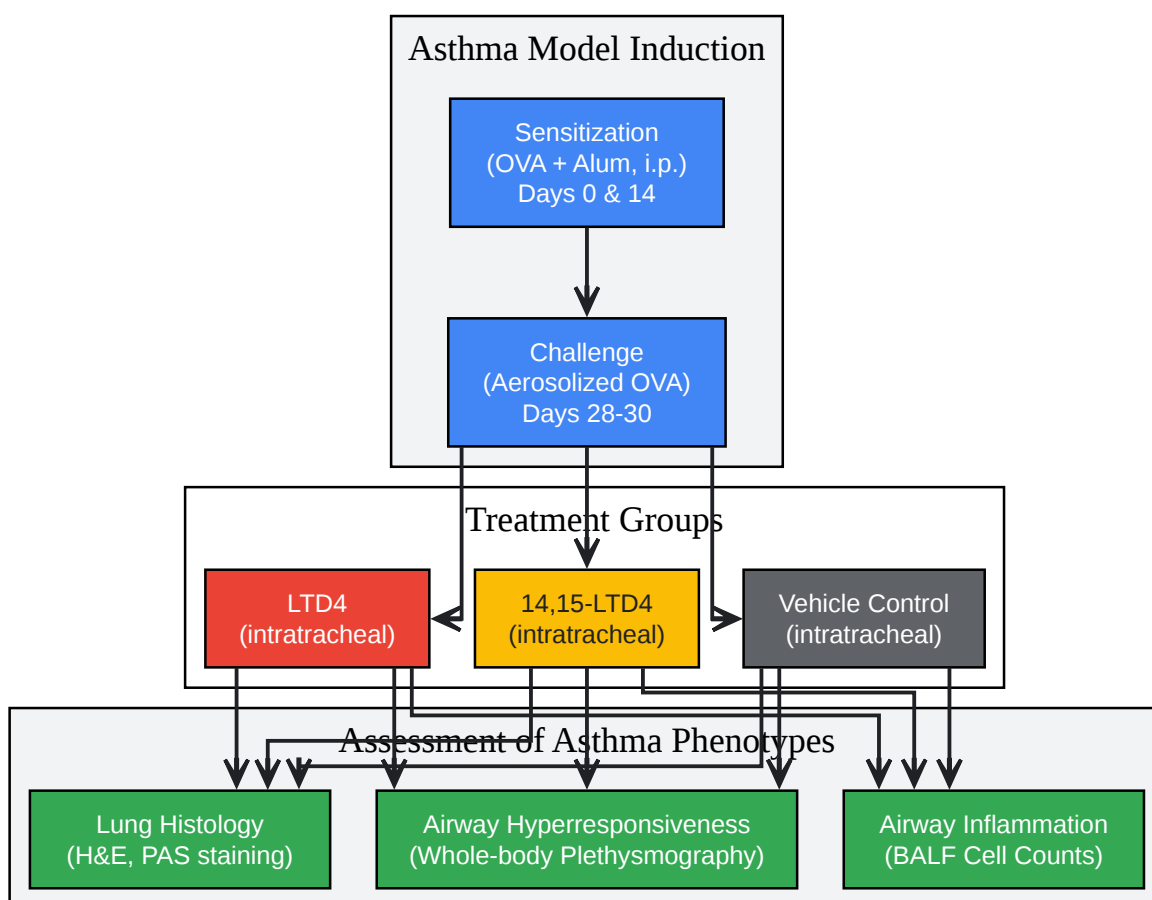 Asthma Model Induction
Sensitization
(OVA + Alum, i.p.)
Days 0 & 14
Challenge
(Aerosolized OVA)
Days 28-30
Treatment Groups
LTD4
(intratracheal)
14,15-LTD4
(intratracheal)
Vehicle Control
(intratracheal)
Assessment of Asthma Phenotypes
Lung Histology
(H&E, PAS staining)
Airway Hyperresponsiveness
(Whole-body Plethysmography)
Airway Inflammation
(BALF Cell Counts)